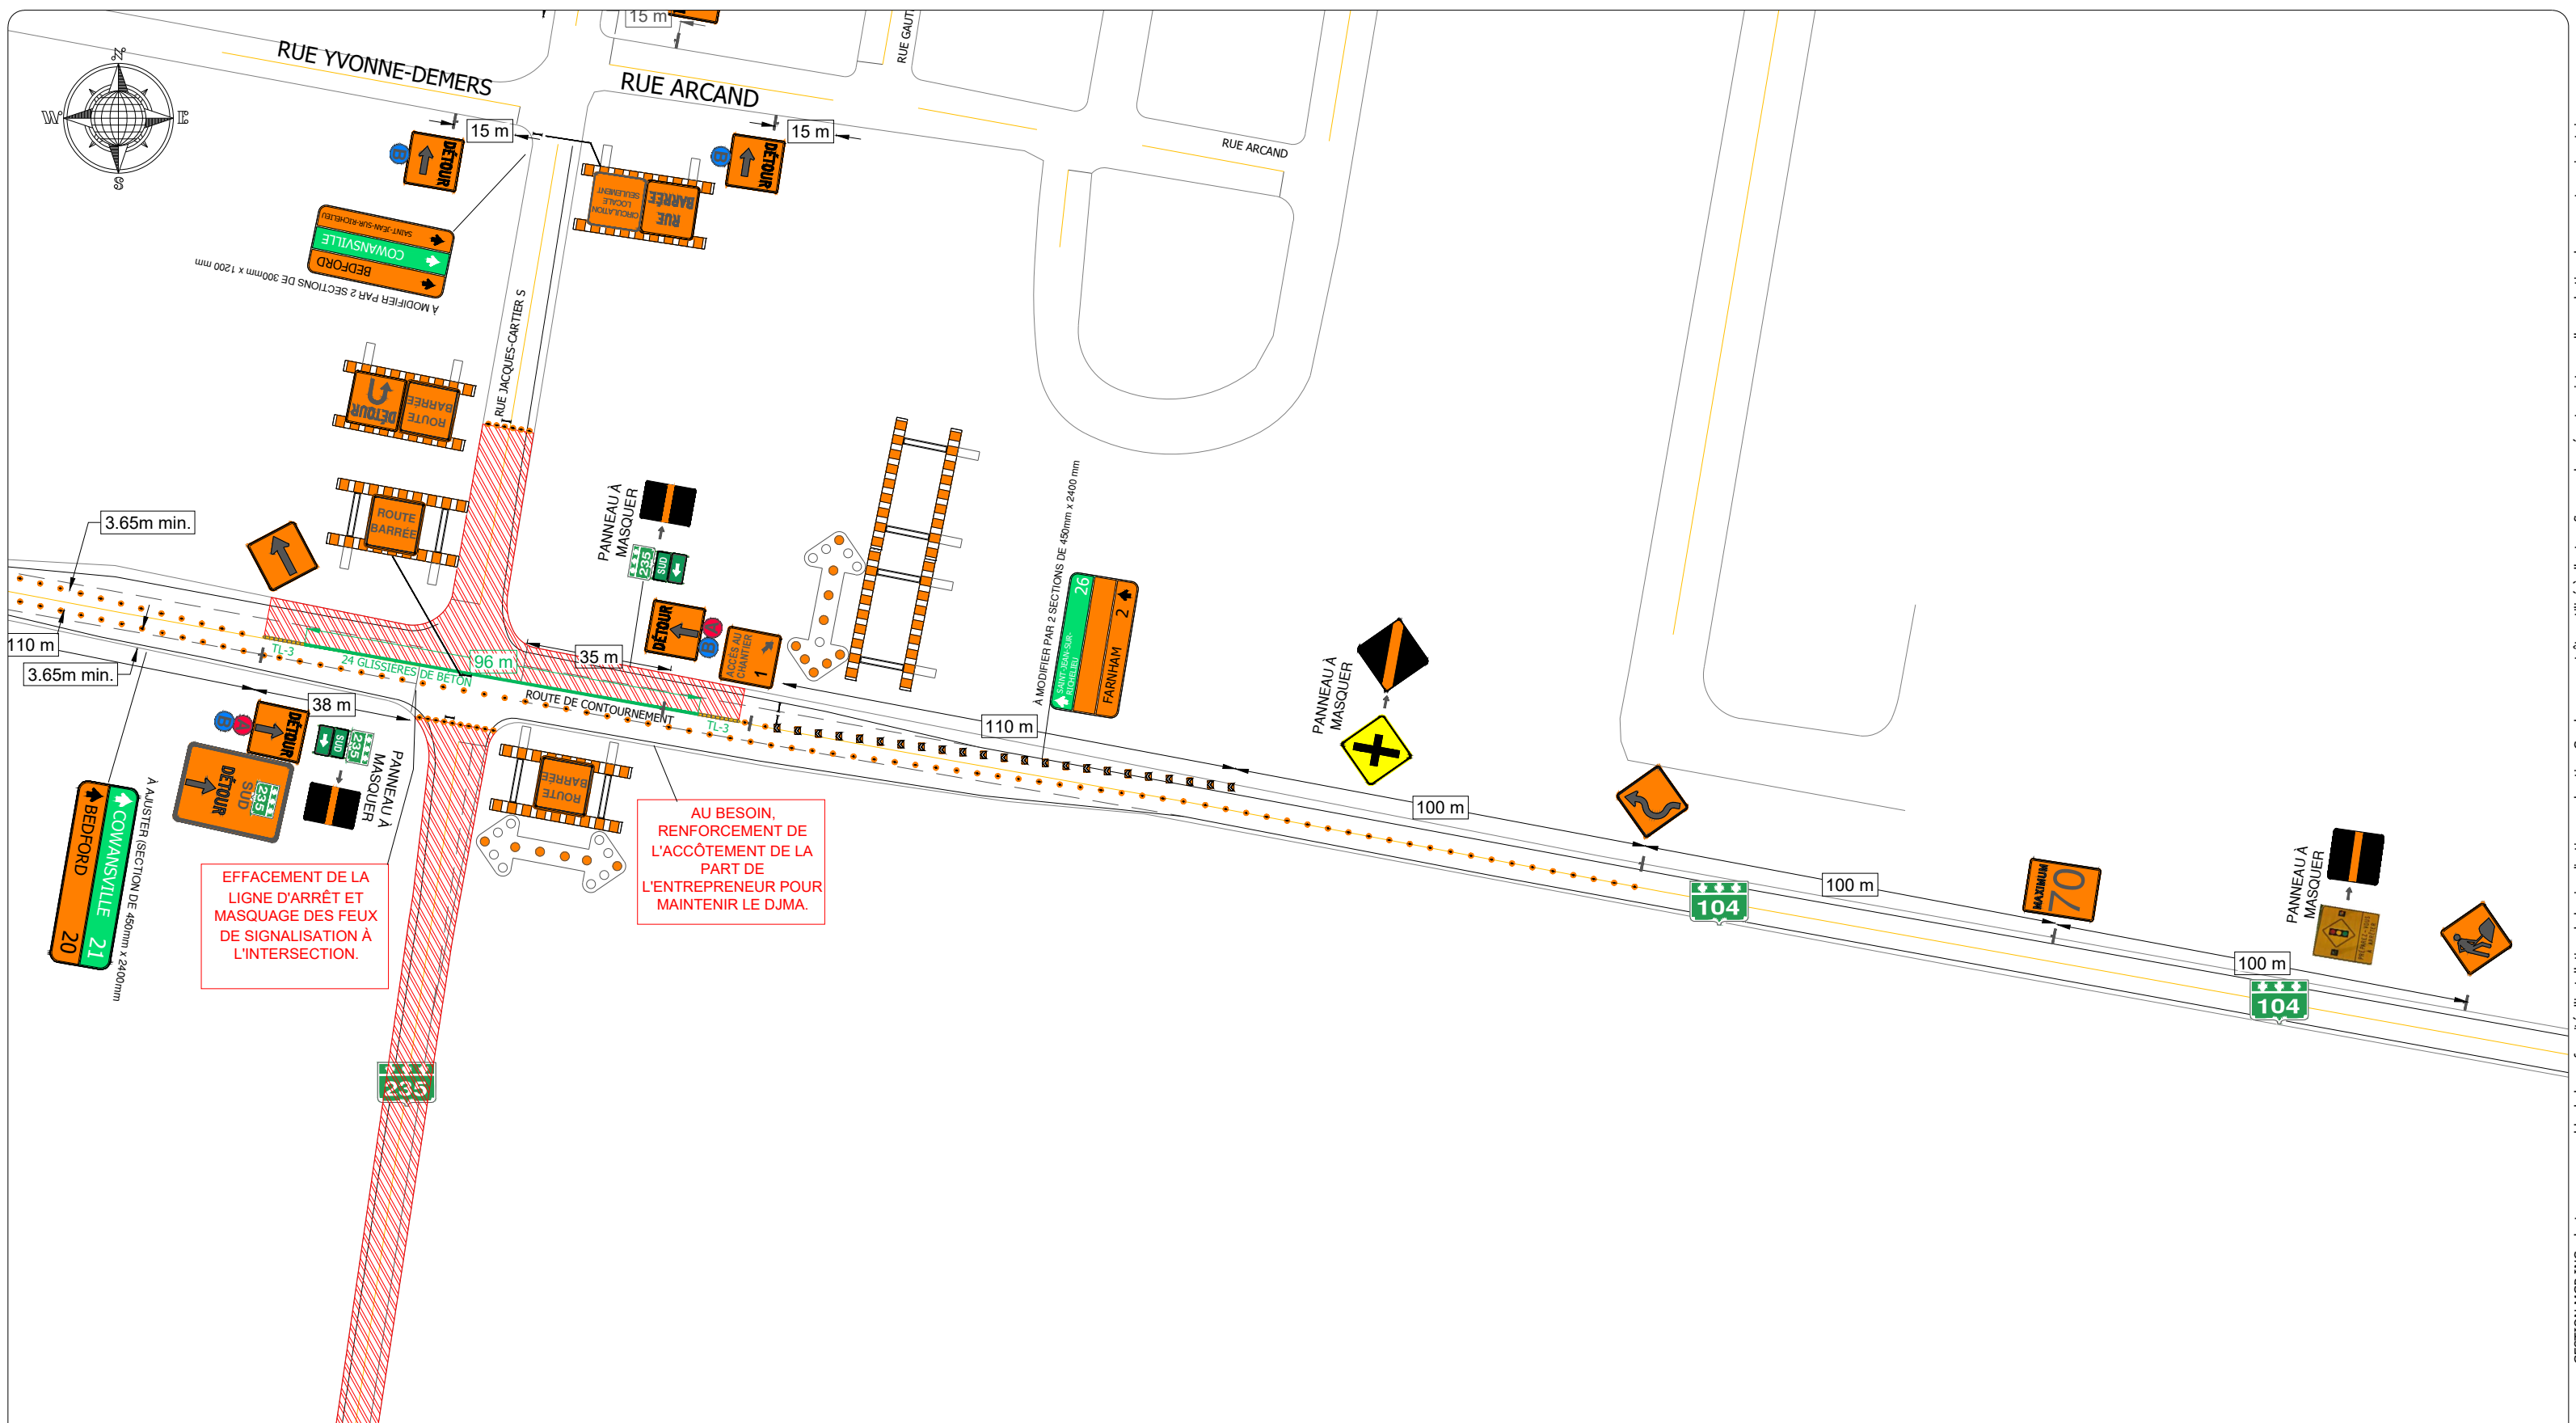 15 m
RUE GAUT
RUE YVONNE-DEMERS
RUE ARCAND
N
W
E
S
15 m
15 m
DÉTOUR
B
DÉTOUR
B
RUE ARCAND
CIRCULATION
LOCALE
SEULEMENT
RUE
BARRÉE
SAINT-JEAN-SUR-RICHELIEU
COWANSVILLE
BEDFORD
À MODIFIER PAR 2 SECTIONS DE 300mm x 1200 mm
RUE JACQUES-CARTIER S
DÉTOUR
ROUTE
BARRÉE
ROUTE
BARRÉE
3.65m min.
PANNEAU À
MASQUER
235
SUD
DÉTOUR
A
B
ACCÈS AU
CHANTIER
1
À MODIFIER PAR 2 SECTIONS DE 450mm x 2400 mm
SAINT-JEAN-SUR-
RICHELIEU
26
FARNHAM
2
PANNEAU À
MASQUER
110 m
3.65m min.
TL-3
24 GLISSIÈRES DE BÉTON
96 m
35 m
ROUTE DE CONTOURNEMENT
TL-3
38 m
110 m
100 m
100 m
100 m
B
A
DÉTOUR
SUD
235
PANNEAU À
MASQUER
235
SUD
DÉTOUR
COWANSVILLE
21
BEDFORD
20
À AJUSTER (SECTION DE 450mm x 2400mm
ROUTE
BARRÉE
AU BESOIN,
RENFORCEMENT DE
L'ACCÔTEMENT DE LA
PART DE
L'ENTREPRENEUR POUR
MAINTENIR LE DJMA.
EFFACEMENT DE LA
LIGNE D'ARRÊT ET
MASQUAGE DES FEUX
DE SIGNALISATION À
L'INTERSECTION.
104
MAXIMUM
70
PANNEAU À
MASQUER
104
235